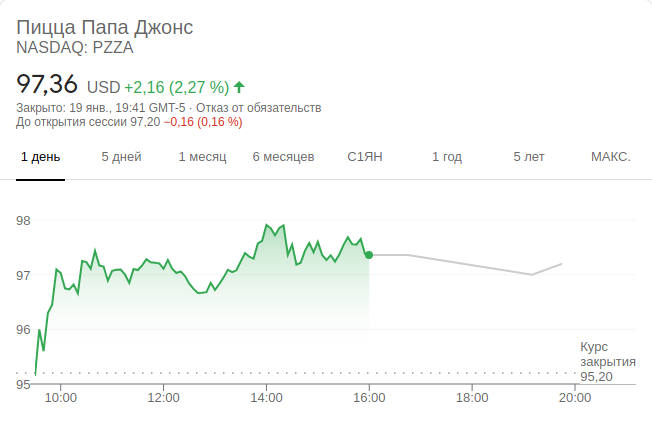 Пицца Папа Джонс
NASDAQ: PZZA
97,36 USD +2,16 (2,27 %)
Закрыто: 19 янв., 19:41 GMT-5 · Отказ от обязательств
До открытия сессии 97,20 −0,16 (0,16 %)
1 день 5 дней 1 месяц 6 месяцев С1ЯН 1 год 5 лет МАКС.
98
97
96
Курс
закрытия
95,20
95
10:00 12:00 14:00 16:00 18:00 20:00